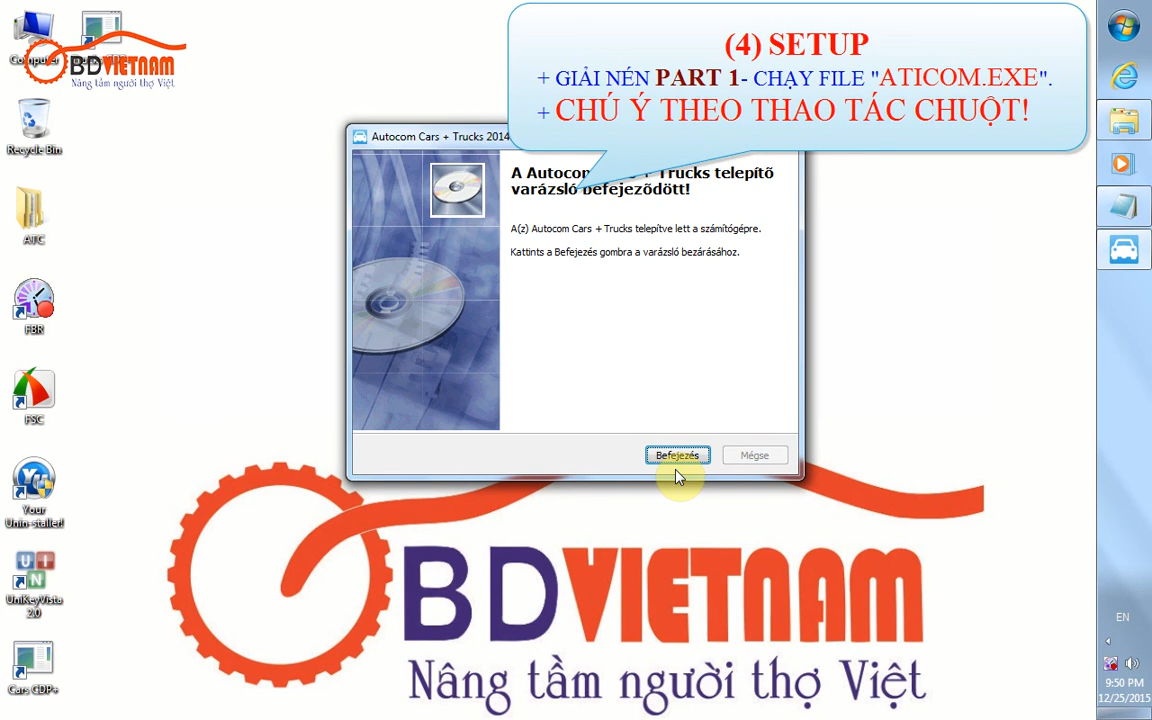 (4) SETUP
+ GIẢI NÉN PART 1- CHẠY FILE "ATICOM.EXE".
+ CHÚ Ý THEO THAO TÁC CHUỘT!
Computer
BDVIETNAM
Nâng tầm người thợ Việt
Recycle Bin
ATC
FBR
FSC
Your
Unin-staller!
UniKeyVista
2.0
Cars CDP+
Autocom Cars + Trucks 2014
A Autocom + Trucks telepítő
varázsló befejeződött!
A(z) Autocom Cars + Trucks telepítve lett a számítógépre.
Kattints a Befejezés gombra a varázsló bezárásához.
Befejezés
Mégse
BDVIETNAM
Nâng tầm người thợ Việt
EN
9:50 PM
12/25/2015